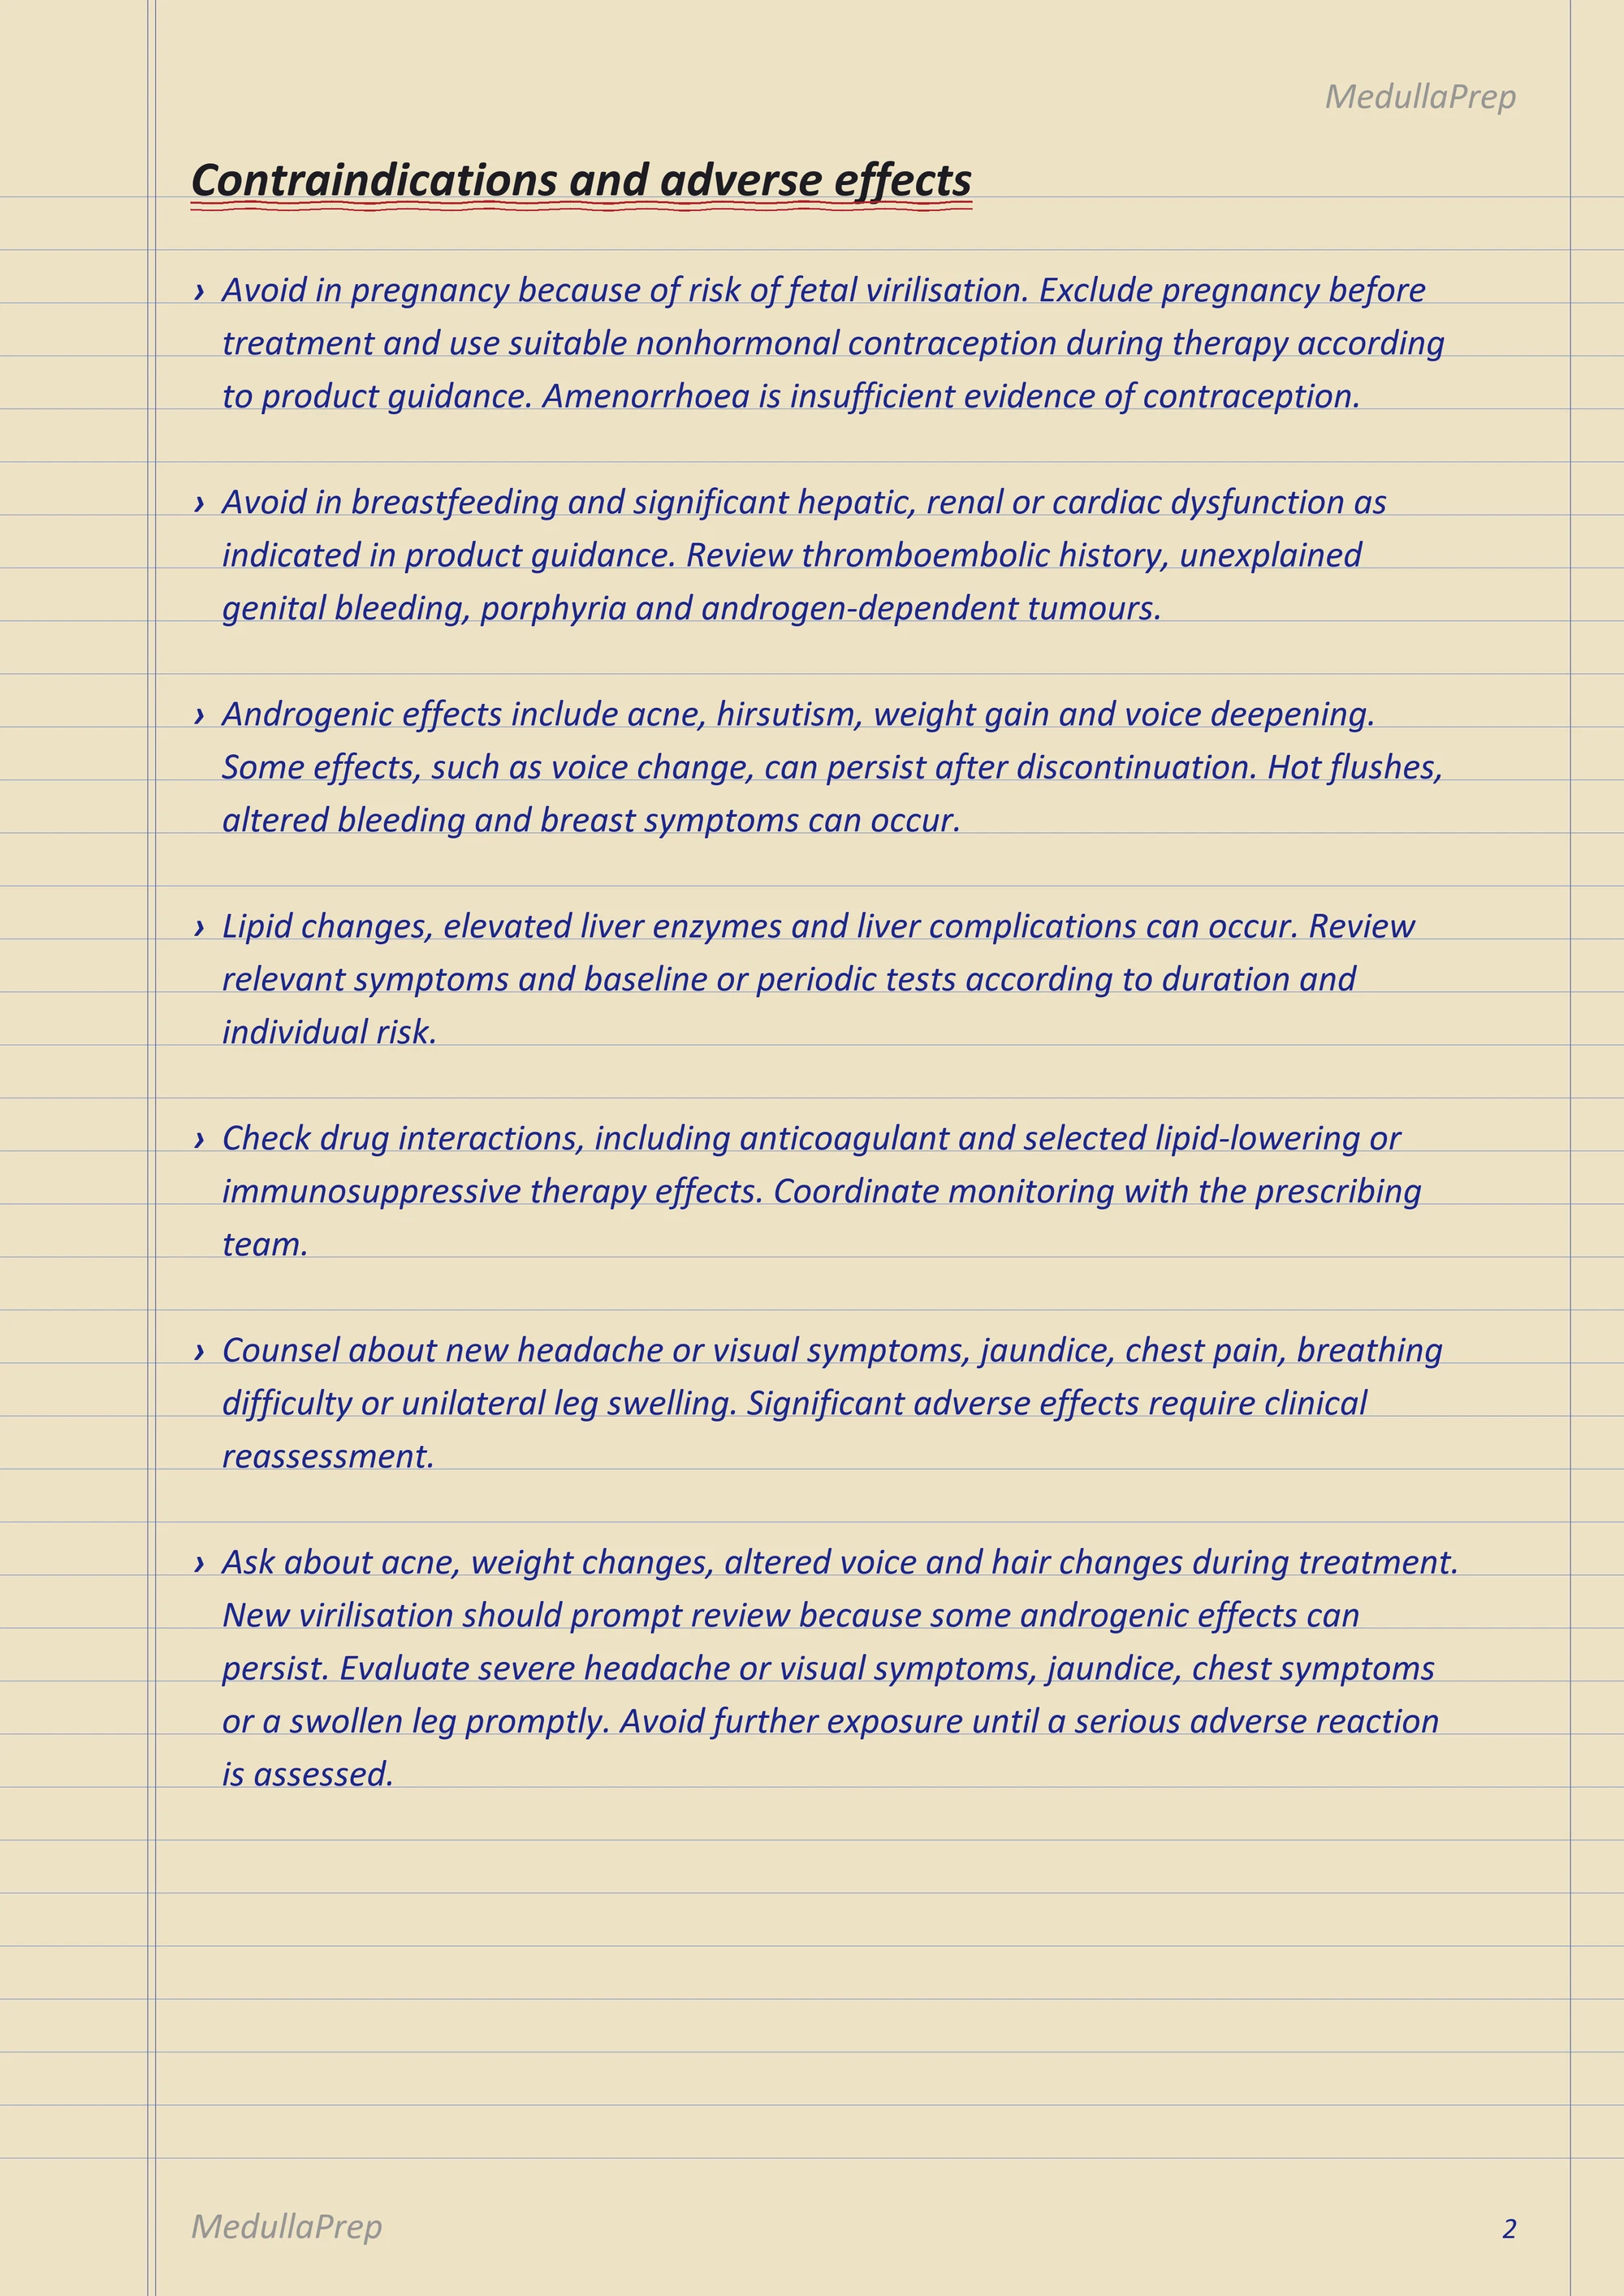 MedullaPrep
Contraindications and adverse effects
› Avoid in pregnancy because of risk of fetal virilisation. Exclude pregnancy before
treatment and use suitable nonhormonal contraception during therapy according
to product guidance. Amenorrhoea is insufficient evidence of contraception.
› Avoid in breastfeeding and significant hepatic, renal or cardiac dysfunction as
indicated in product guidance. Review thromboembolic history, unexplained
genital bleeding, porphyria and androgen-dependent tumours.
› Androgenic effects include acne, hirsutism, weight gain and voice deepening.
Some effects, such as voice change, can persist after discontinuation. Hot flushes,
altered bleeding and breast symptoms can occur.
› Lipid changes, elevated liver enzymes and liver complications can occur. Review
relevant symptoms and baseline or periodic tests according to duration and
individual risk.
› Check drug interactions, including anticoagulant and selected lipid-lowering or
immunosuppressive therapy effects. Coordinate monitoring with the prescribing
team.
› Counsel about new headache or visual symptoms, jaundice, chest pain, breathing
difficulty or unilateral leg swelling. Significant adverse effects require clinical
reassessment.
› Ask about acne, weight changes, altered voice and hair changes during treatment.
New virilisation should prompt review because some androgenic effects can
persist. Evaluate severe headache or visual symptoms, jaundice, chest symptoms
or a swollen leg promptly. Avoid further exposure until a serious adverse reaction
is assessed.
MedullaPrep
2